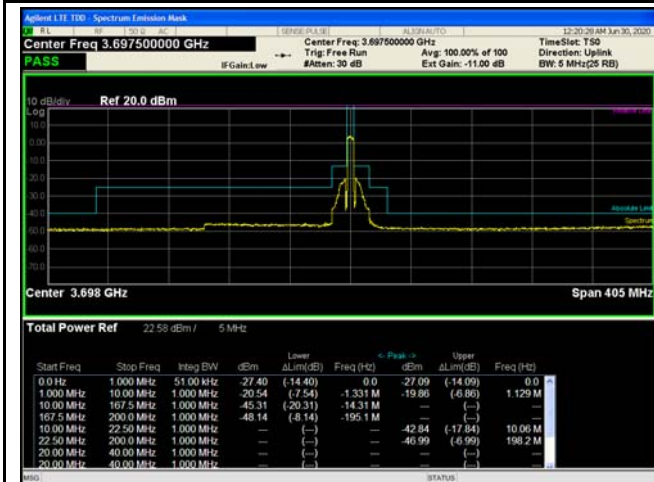 Agilent LTE TDD - Spectrum Emission Mask
RL RF 50 Ω AC SENSE:PULSE ALIGN AUTO 12:20:28 AM Jun 30, 2020
Center Freq 3.697500000 GHz Center Freq: 3.697500000 GHz TimeSlot: TS0
Trig: Free Run Avg: 100.00% of 100 Direction: Uplink
PASS IFGain:Low #Atten: 30 dB Ext Gain: -11.00 dB BW: 5 MHz(25 RB)
10 dB/div Ref 20.0 dBm
Log
10.0
0.00
10.0
20.0
30.0
40.0
50.0
60.0
70.0
Relative Limit
Absolute Limit
Spectrum
Center 3.698 GHz Span 405 MHz
Total Power Ref 22.58 dBm / 5 MHz
Lower <- Peak -> Upper
Start Freq Stop Freq Integ BW dBm ΔLim(dB) Freq (Hz) dBm ΔLim(dB) Freq (Hz)
0.0 Hz 1.000 MHz 51.00 kHz -27.40 (-14.40) 0.0 -27.09 (-14.09) 0.0
1.000 MHz 10.00 MHz 1.000 MHz -20.54 (-7.54) -1.331 M -19.86 (-6.86) 1.129 M
10.00 MHz 167.5 MHz 1.000 MHz -45.31 (-20.31) -14.31 M --- (---) ---
167.5 MHz 200.0 MHz 1.000 MHz -48.14 (-8.14) -195.1 M --- (---) ---
10.00 MHz 22.50 MHz 1.000 MHz --- (---) --- -42.84 (-17.84) 10.06 M
22.50 MHz 200.0 MHz 1.000 MHz --- (---) --- -46.99 (-6.99) 198.2 M
20.00 MHz 40.00 MHz 1.000 MHz --- (---) --- --- (---) ---
20.00 MHz 40.00 MHz 1.000 MHz --- (---) --- --- (---) ---
MSG STATUS